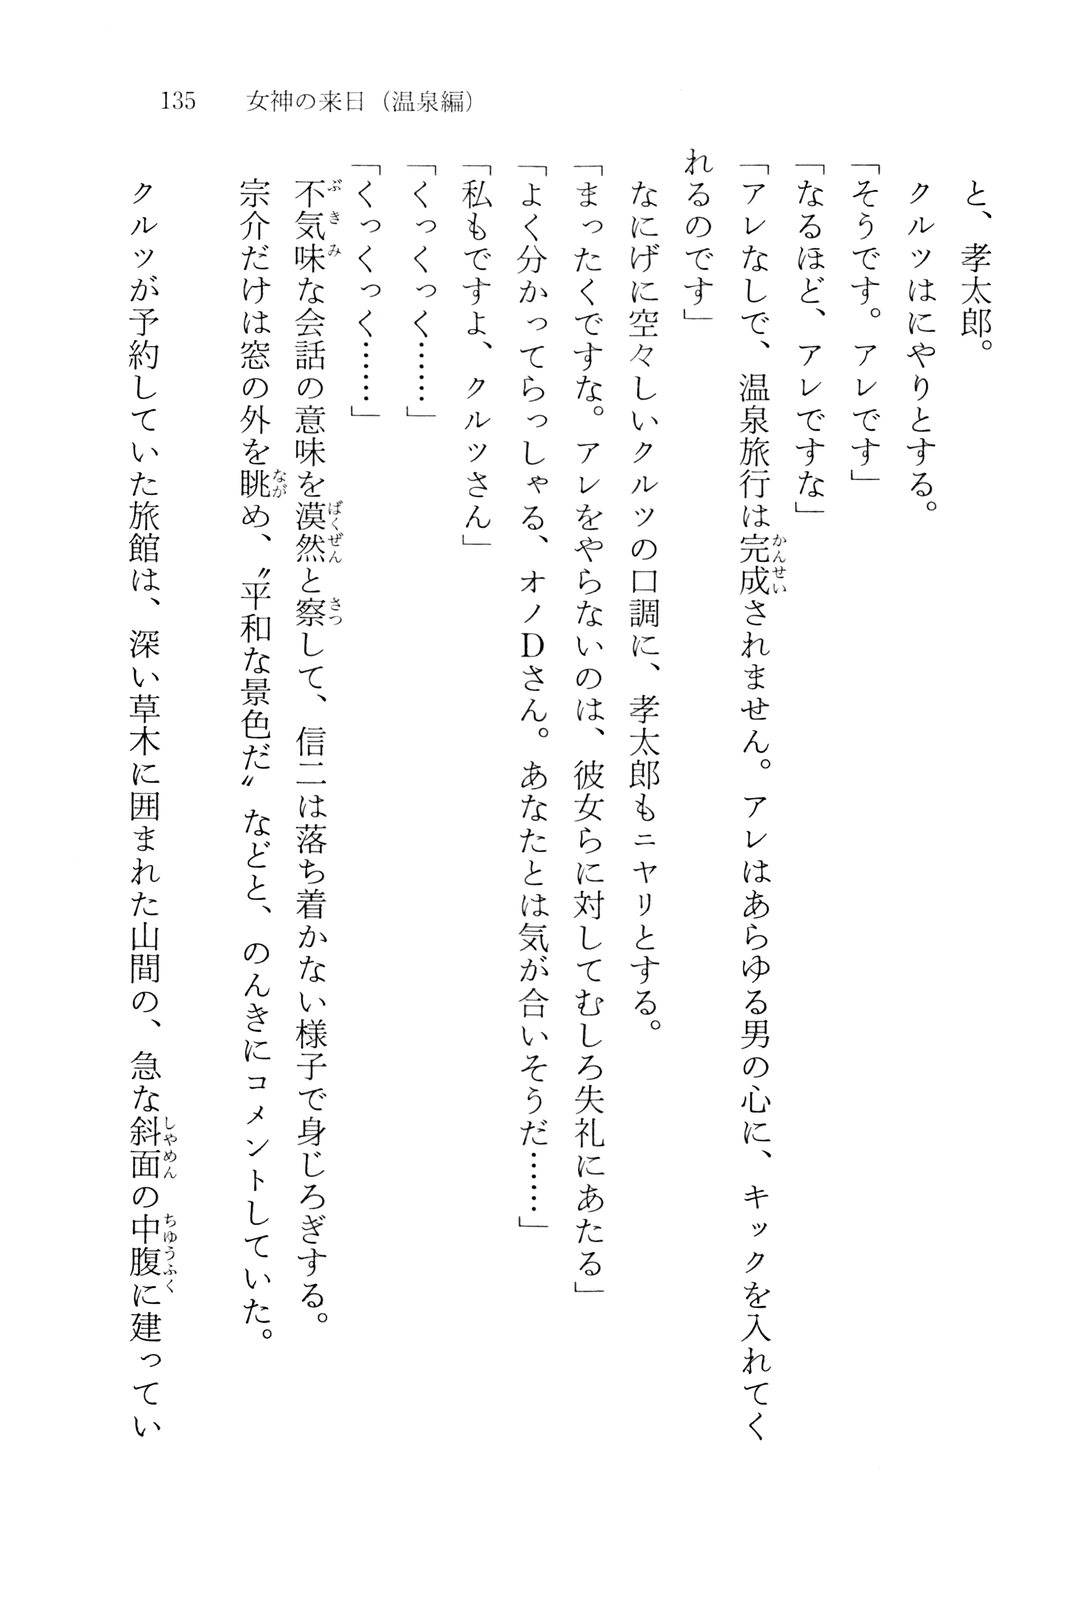 135 女神の来日（温泉編）
と、孝太郎。
クルツはにやりとする。
「そうです。アレです」
「なるほど、アレですな」
「アレなしで、温泉旅行は完成されません。アレはあらゆる男の心に、キックを入れてく
れるのです」
なにげに空々しいクルツの口調に、孝太郎もニヤリとする。
「まったくですな。アレをやらないのは、彼女らに対してむしろ失礼にあたる」
「よく分かってらっしゃる、オノDさん。あなたとは気が合いそうだ……」
「私もですよ、クルツさん」
「くっくっく……」
「くっくっく……」
不気味な会話の意味を漠然と察して、信二は落ち着かない様子で身じろぎする。
宗介だけは窓の外を眺め、〝平和な景色だ〟などと、のんきにコメントしていた。
クルツが予約していた旅館は、深い草木に囲まれた山間の、急な斜面の中腹に建ってい